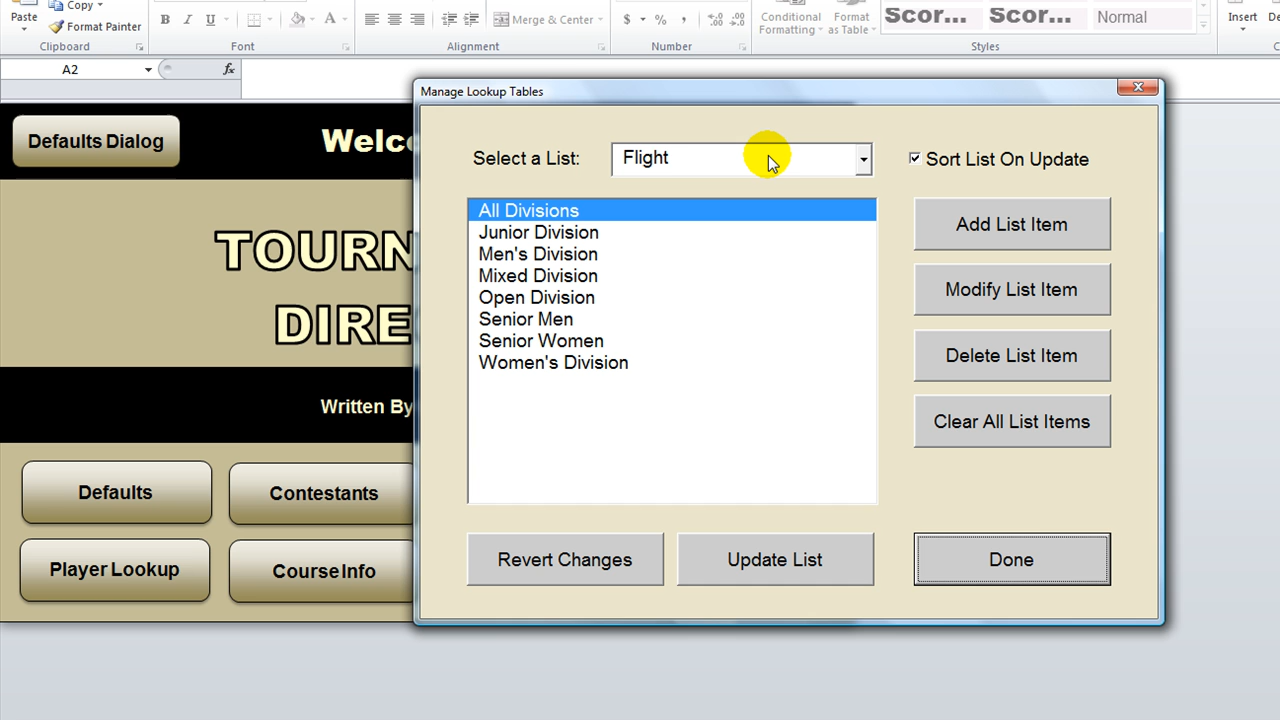 Copy
Paste
Format Painter
B I U
A
Merge & Center
$ % ,
Conditional Formatting
Format as Table
Scor...
Scor...
Normal
Insert
Clipboard
Font
Alignment
Number
Styles
A2
fx
Manage Lookup Tables
Defaults Dialog
Welc
Select a List:
Flight
Sort List On Update
TOURN
DIRE
Written By
All Divisions
Junior Division
Men's Division
Mixed Division
Open Division
Senior Men
Senior Women
Women's Division
Add List Item
Modify List Item
Delete List Item
Clear All List Items
Defaults
Contestants
Player Lookup
Course Info
Revert Changes
Update List
Done